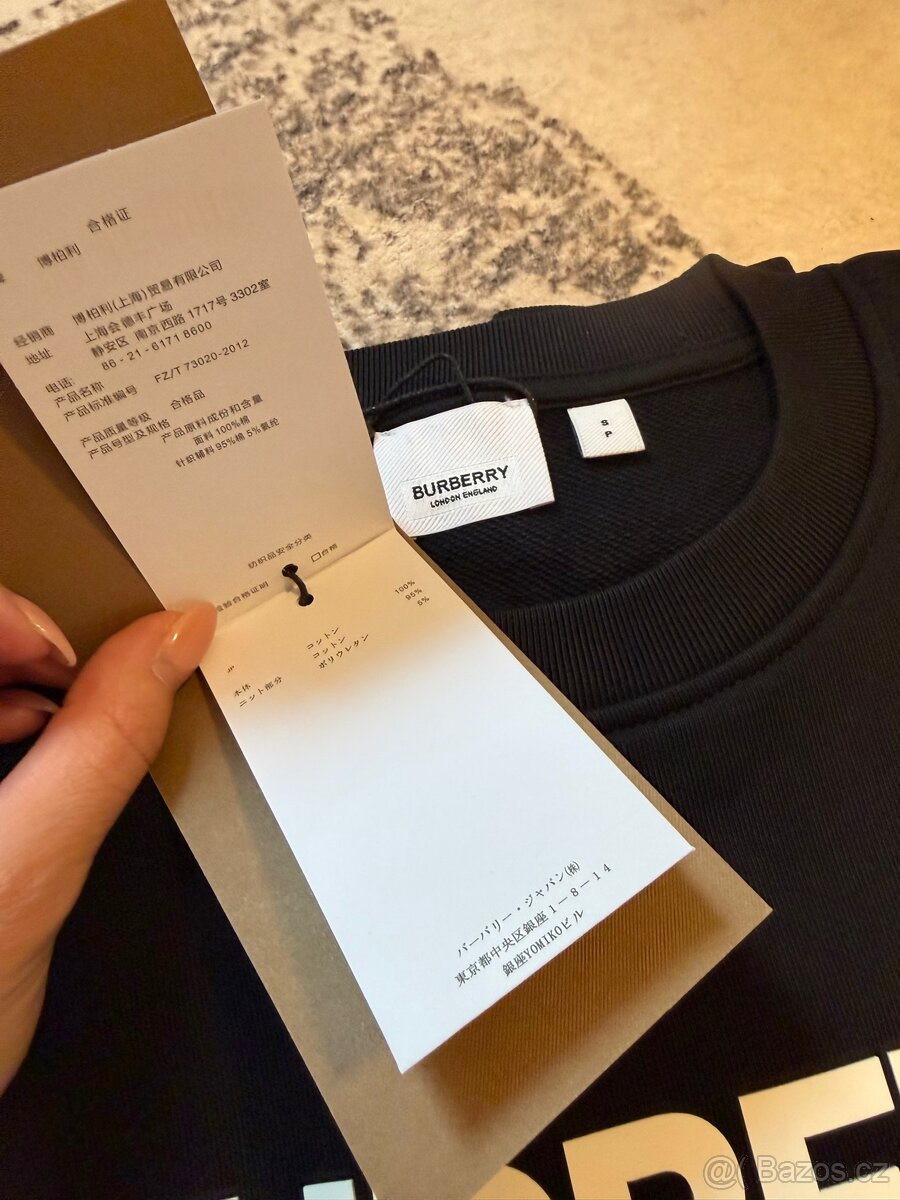 合格证
博柏利
经销商 博柏利(上海)贸易有限公司
地址 上海会德丰广场
静安区 南京西路 1717号 3302室
电话: 86 - 21 - 6171 8600
产品名称
产品标准编号 FZ/T 73020-2012
产品质量等级 合格品
产品号型及规格
产品原料成份和含量
面料 100%棉
针织辅料 95%棉 5%氨纶
纺织品安全分类
检验合格证明
合格
JP
本体 コットン 100%
ニット部分 コットン 95%
ポリウレタン 5%
バーバリー・ジャパン(株)
東京都中央区銀座1－8－14
銀座YOMIKOビル
BURBERRY
LONDON ENGLAND
S
P
@( Bazos.cz